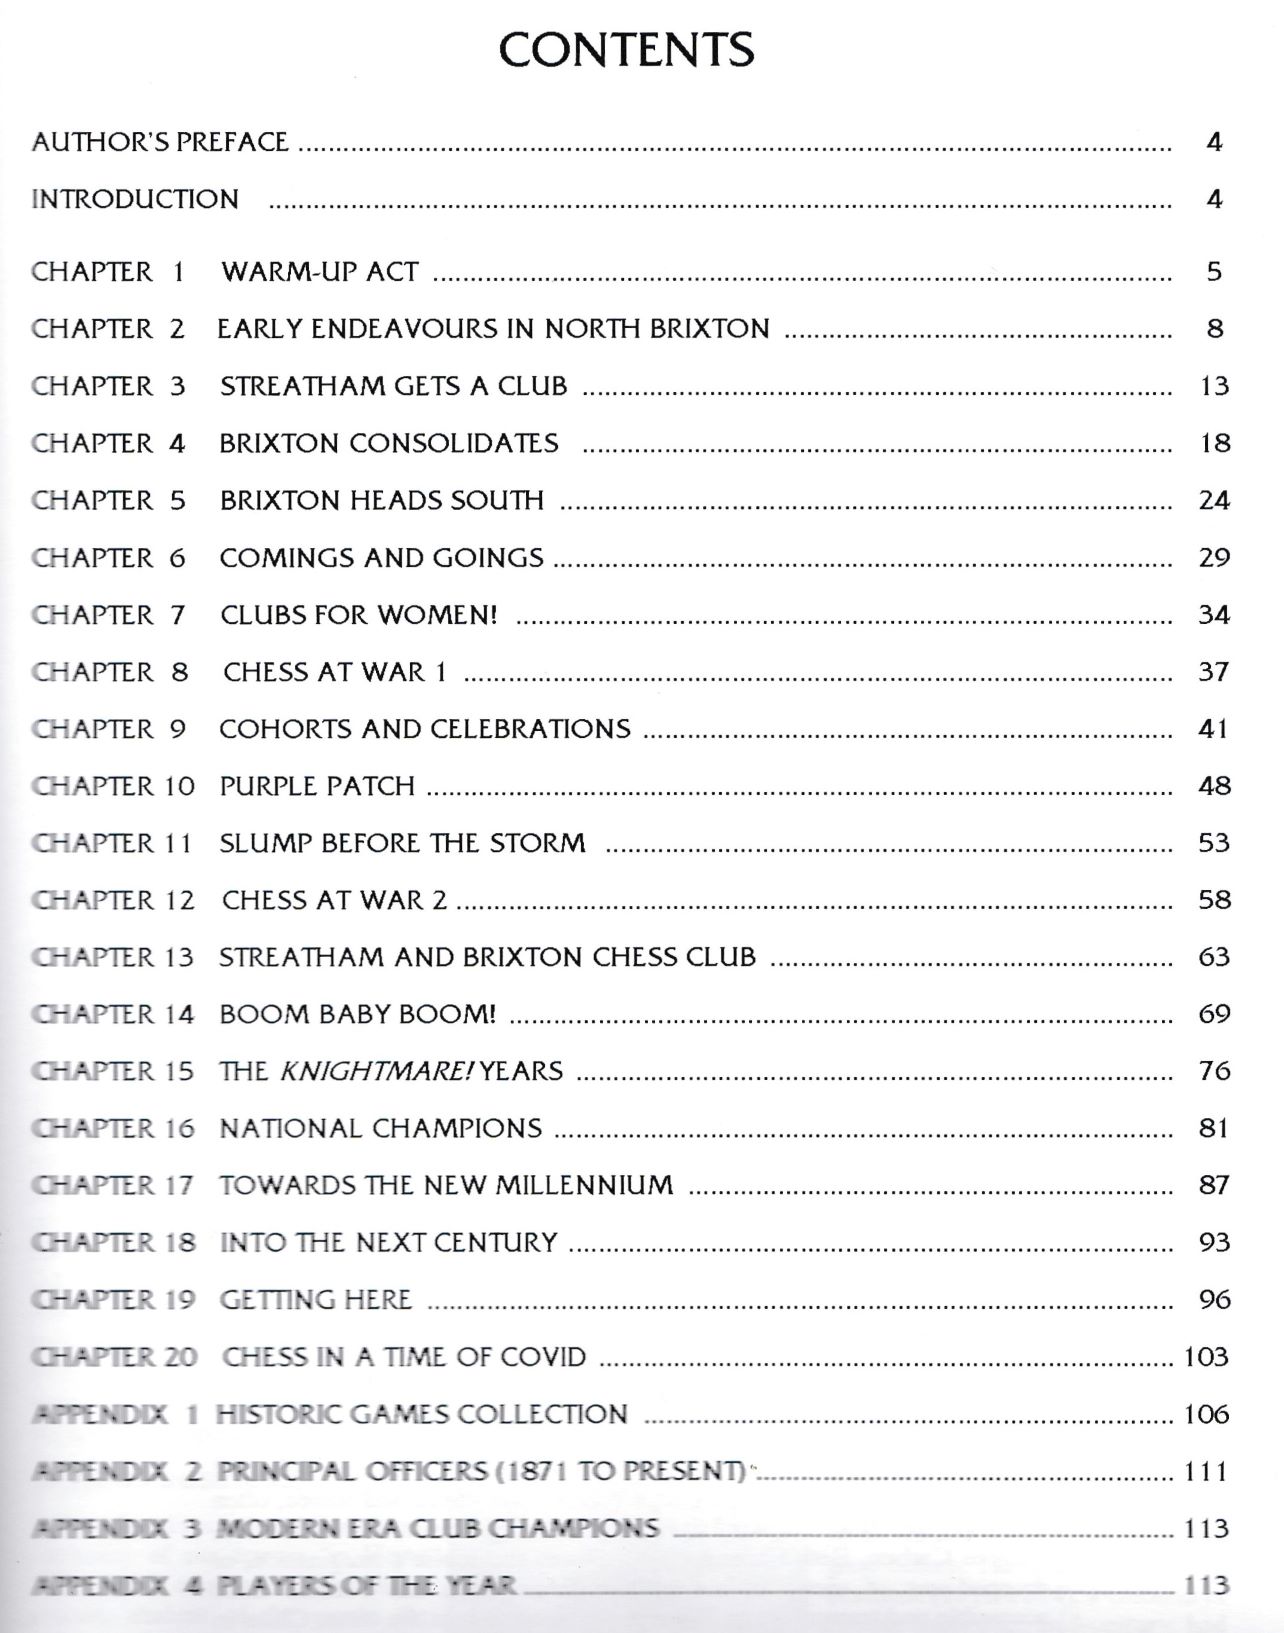 CONTENTS
AUTHOR'S PREFACE ........ 4
INTRODUCTION ........ 4
CHAPTER 1 WARM-UP ACT ........ 5
CHAPTER 2 EARLY ENDEAVOURS IN NORTH BRIXTON ........ 8
CHAPTER 3 STREATHAM GETS A CLUB ........ 13
CHAPTER 4 BRIXTON CONSOLIDATES ........ 18
CHAPTER 5 BRIXTON HEADS SOUTH ........ 24
CHAPTER 6 COMINGS AND GOINGS ........ 29
CHAPTER 7 CLUBS FOR WOMEN! ........ 34
CHAPTER 8 CHESS AT WAR 1 ........ 37
CHAPTER 9 COHORTS AND CELEBRATIONS ........ 41
CHAPTER 10 PURPLE PATCH ........ 48
CHAPTER 11 SLUMP BEFORE THE STORM ........ 53
CHAPTER 12 CHESS AT WAR 2 ........ 58
CHAPTER 13 STREATHAM AND BRIXTON CHESS CLUB ........ 63
CHAPTER 14 BOOM BABY BOOM! ........ 69
CHAPTER 15 THE KNIGHTMARE! YEARS ........ 76
CHAPTER 16 NATIONAL CHAMPIONS ........ 81
CHAPTER 17 TOWARDS THE NEW MILLENNIUM ........ 87
CHAPTER 18 INTO THE NEXT CENTURY ........ 93
CHAPTER 19 GETTING HERE ........ 96
CHAPTER 20 CHESS IN A TIME OF COVID ........ 103
APPENDIX 1 HISTORIC GAMES COLLECTION ........ 106
APPENDIX 2 PRINCIPAL OFFICERS (1871 TO PRESENT) ........ 111
APPENDIX 3 MODERN ERA CLUB CHAMPIONS ........ 113
APPENDIX 4 PLAYERS OF THE YEAR ........ 113